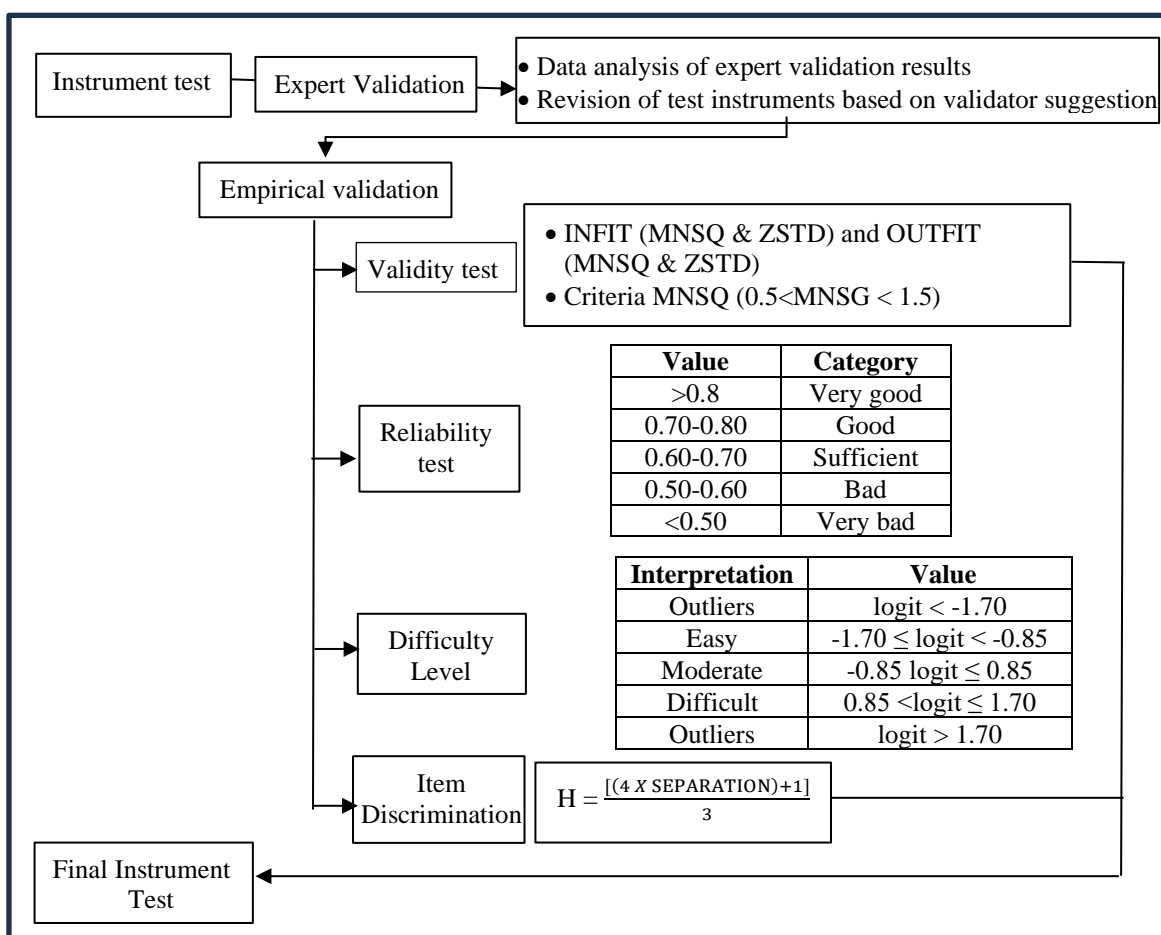 Instrument test
Expert Validation
• Data analysis of expert validation results
• Revision of test instruments based on validator suggestion
Empirical validation
Validity test
• INFIT (MNSQ & ZSTD) and OUTFIT
(MNSQ & ZSTD)
• Criteria MNSQ (0.5<MNSG < 1.5)
Reliability
test
Value Category
>0.8 Very good
0.70-0.80 Good
0.60-0.70 Sufficient
0.50-0.60 Bad
<0.50 Very bad
Difficulty
Level
Interpretation Value
Outliers logit < -1.70
Easy -1.70 ≤ logit < -0.85
Moderate -0.85 logit ≤ 0.85
Difficult 0.85 <logit ≤ 1.70
Outliers logit > 1.70
Item
Discrimination
H = [(4 X SEPARATION)+1]
3
Final Instrument
Test